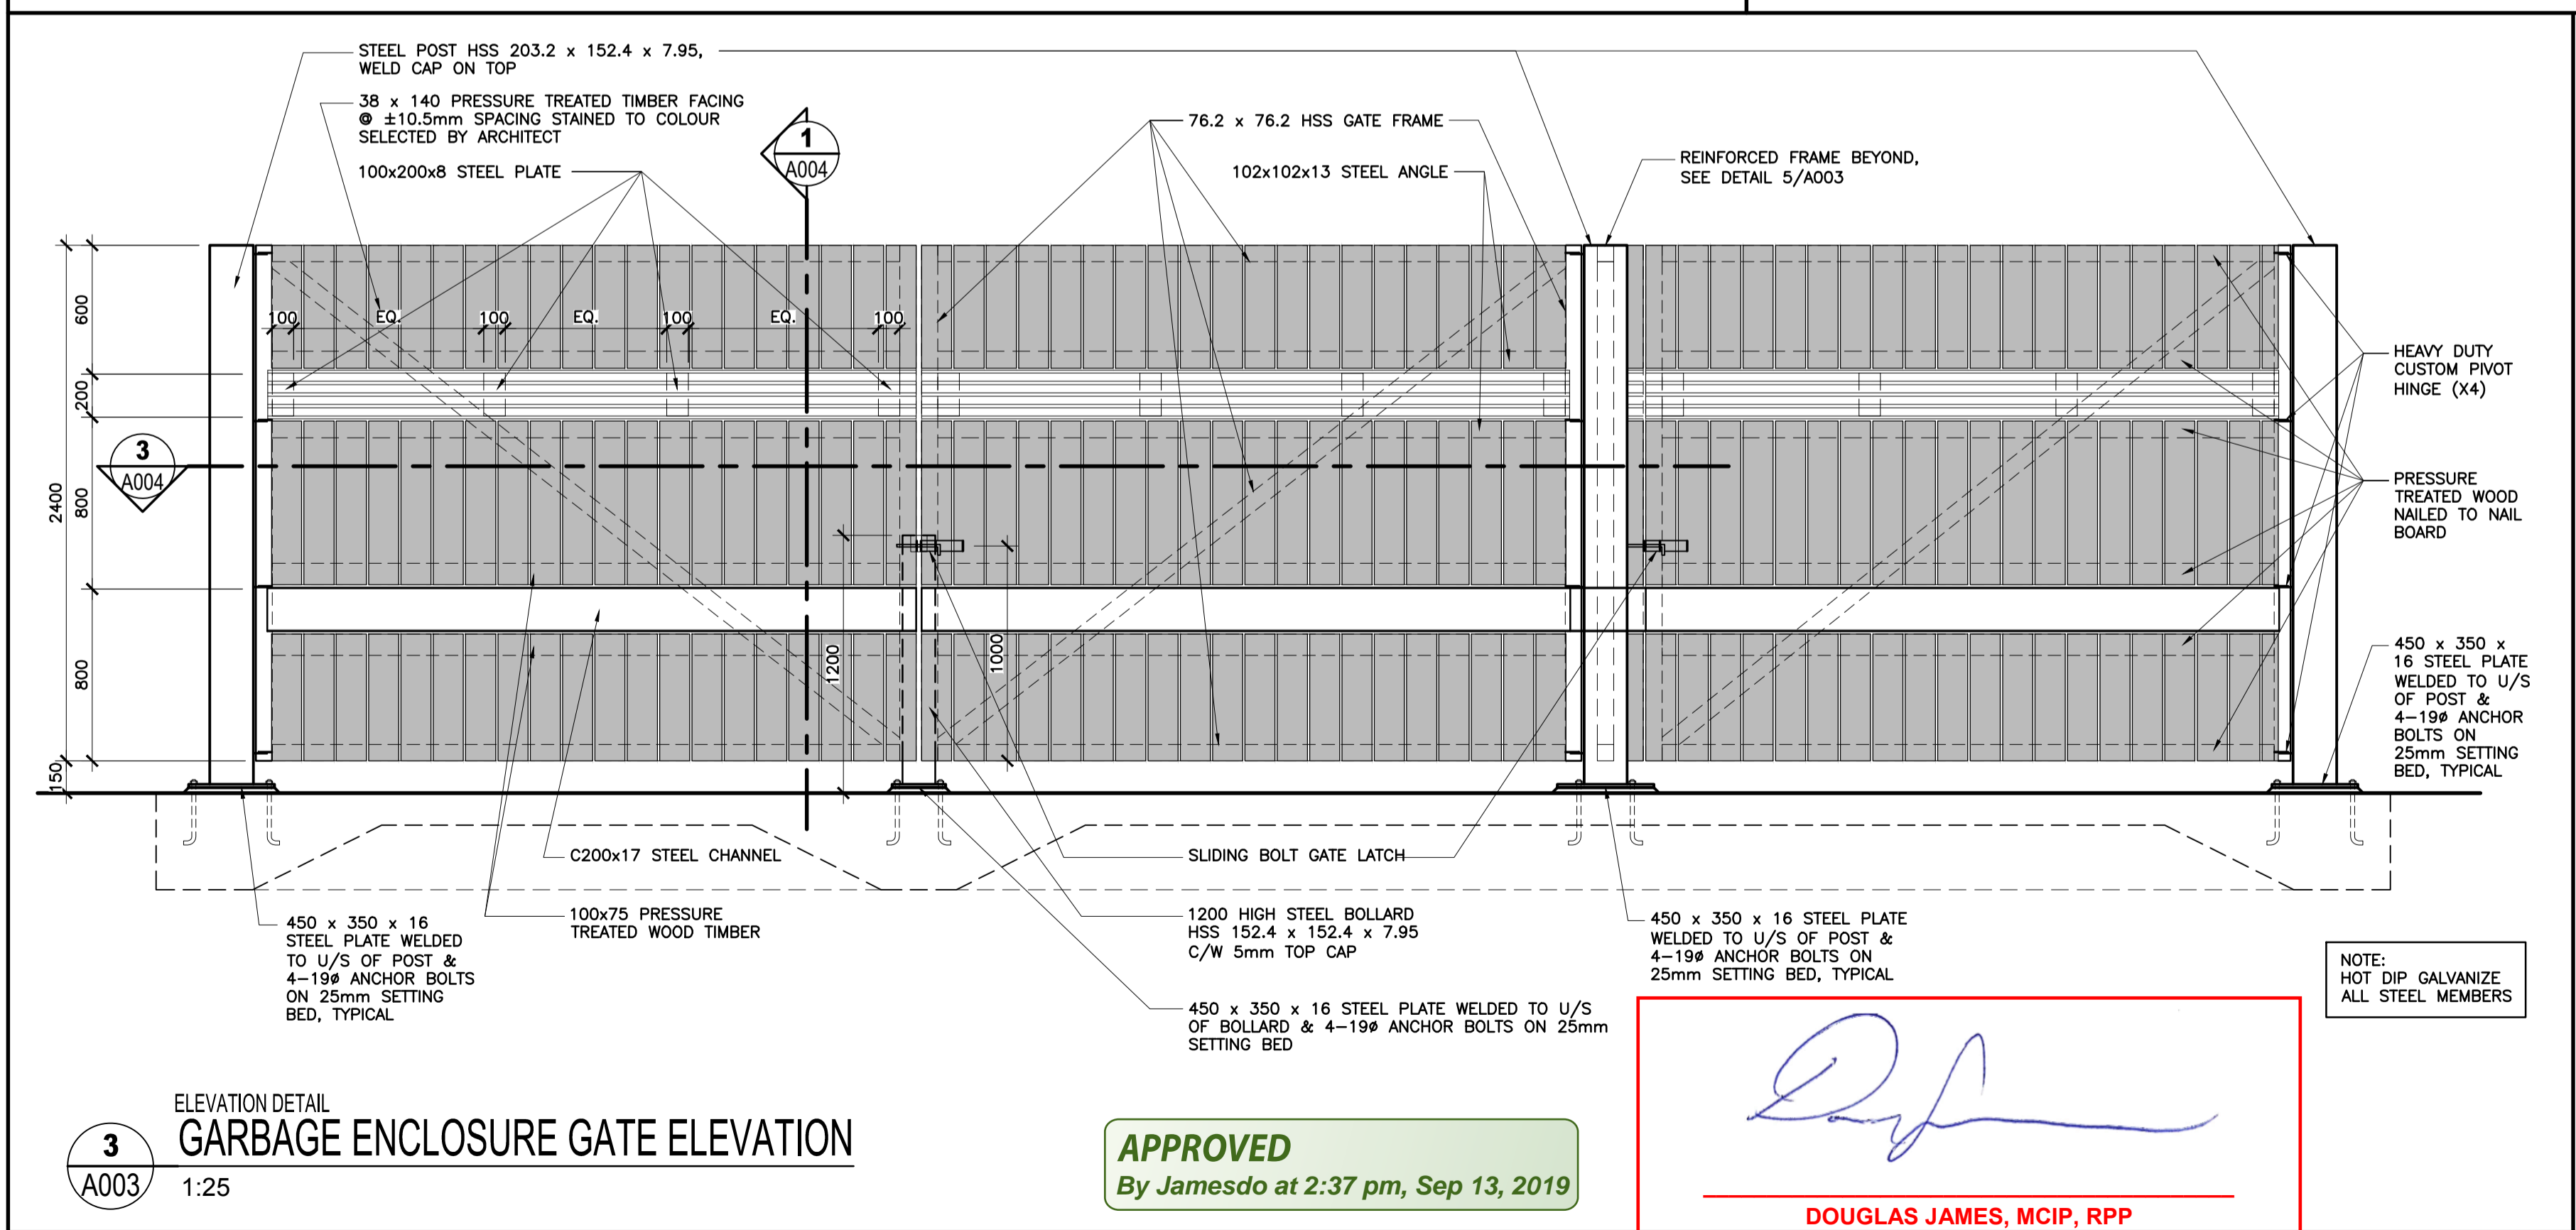 STEEL POST HSS 203.2 x 152.4 x 7.95,
WELD CAP ON TOP
38 x 140 PRESSURE TREATED TIMBER FACING
@ ±10.5mm SPACING STAINED TO COLOUR
SELECTED BY ARCHITECT
100x200x8 STEEL PLATE
1
A004
76.2 x 76.2 HSS GATE FRAME
102x102x13 STEEL ANGLE
REINFORCED FRAME BEYOND,
SEE DETAIL 5/A003
600
200
800
800
2400
150
100
EQ.
100
EQ.
100
EQ.
100
3
A004
1200
1000
HEAVY DUTY
CUSTOM PIVOT
HINGE (X4)
PRESSURE
TREATED WOOD
NAILED TO NAIL
BOARD
450 x 350 x
16 STEEL PLATE
WELDED TO U/S
OF POST &
4-19ø ANCHOR
BOLTS ON
25mm SETTING
BED, TYPICAL
C200x17 STEEL CHANNEL
SLIDING BOLT GATE LATCH
450 x 350 x 16
STEEL PLATE WELDED
TO U/S OF POST &
4-19ø ANCHOR BOLTS
ON 25mm SETTING
BED, TYPICAL
100x75 PRESSURE
TREATED WOOD TIMBER
1200 HIGH STEEL BOLLARD
HSS 152.4 x 152.4 x 7.95
C/W 5mm TOP CAP
450 x 350 x 16 STEEL PLATE
WELDED TO U/S OF POST &
4-19ø ANCHOR BOLTS ON
25mm SETTING BED, TYPICAL
450 x 350 x 16 STEEL PLATE WELDED TO U/S
OF BOLLARD & 4-19ø ANCHOR BOLTS ON 25mm
SETTING BED
NOTE:
HOT DIP GALVANIZE
ALL STEEL MEMBERS
3
A003
ELEVATION DETAIL
GARBAGE ENCLOSURE GATE ELEVATION
1:25
APPROVED
By Jamesdo at 2:37 pm, Sep 13, 2019
DOUGLAS JAMES, MCIP, RPP